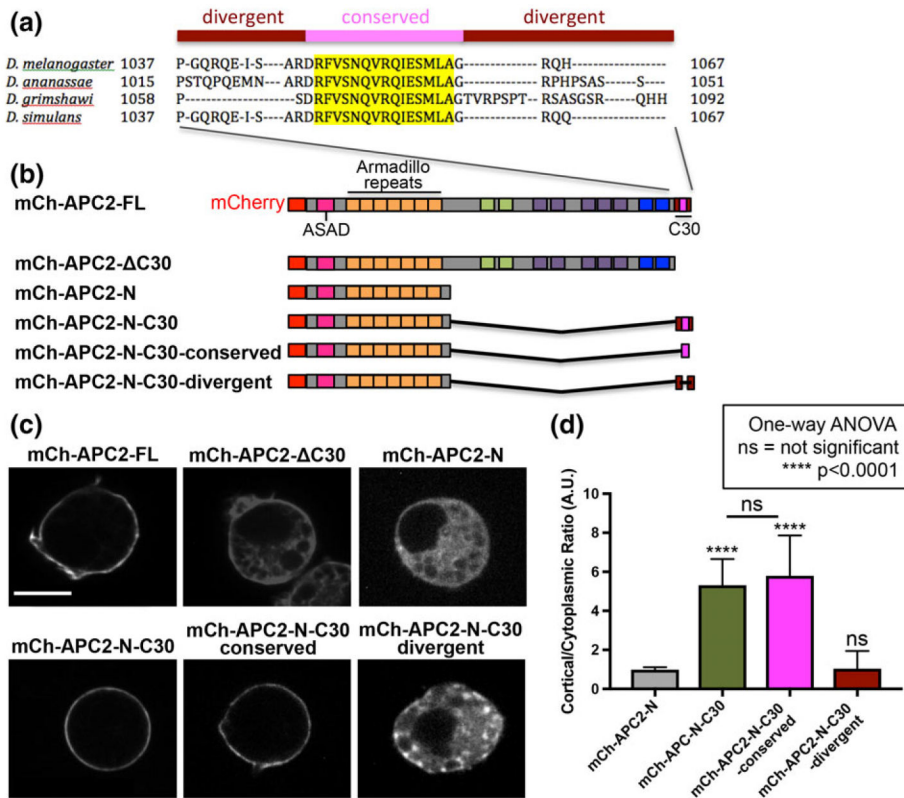 (a)
divergent conserved divergent
D. melanogaster 1037 P-GQRQE-I-S----ARDRFVSNQVRQIESMLAG----------- RQH--------------- 1067
D. ananassae 1015 PSTQPQEMN--ARDRFVSNQVRQIESMLAG----------- RPHPSAS----S----- 1051
D. grimshawi 1058 P----------------SDRFVSNQVRQIESMLAGTVRPSPT--RSASGSR---QHH 1092
D. simulans 1037 P-GQRQE-I-S----ARDRFVSNQVRQIESMLAG----------- RQQ--------------- 1067
(b)
Armadillo
repeats
mCh-APC2-FL mCherry
ASAD C30
mCh-APC2-ΔC30
mCh-APC2-N
mCh-APC2-N-C30
mCh-APC2-N-C30-conserved
mCh-APC2-N-C30-divergent
(c)
mCh-APC2-FL mCh-APC2-ΔC30 mCh-APC2-N
mCh-APC2-N-C30 mCh-APC2-N-C30 mCh-APC2-N-C30
conserved divergent
(d)
One-way ANOVA
ns = not significant
**** p<0.0001
Cortical/Cytoplasmic Ratio (A.U.)
10
8
6
4
2
0
ns
**** **** ns
mCh-APC2-N
mCh-APC-N-C30
mCh-APC2-N-C30
-conserved
mCh-APC2-N-C30
-divergent